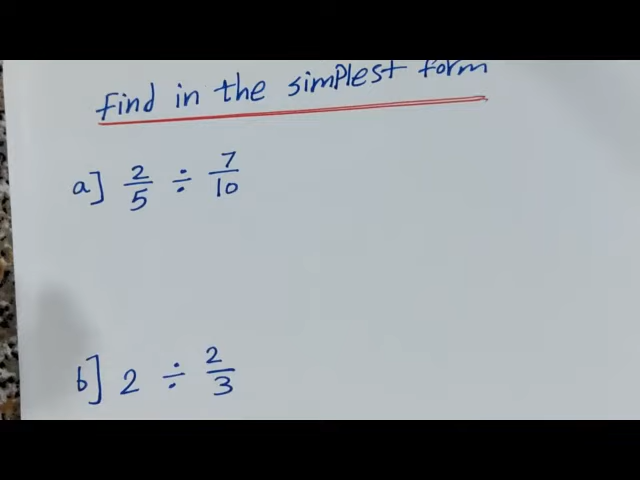 Find in the simplest form
a] 2/5 ÷ 7/10
b] 2 ÷ 2/3